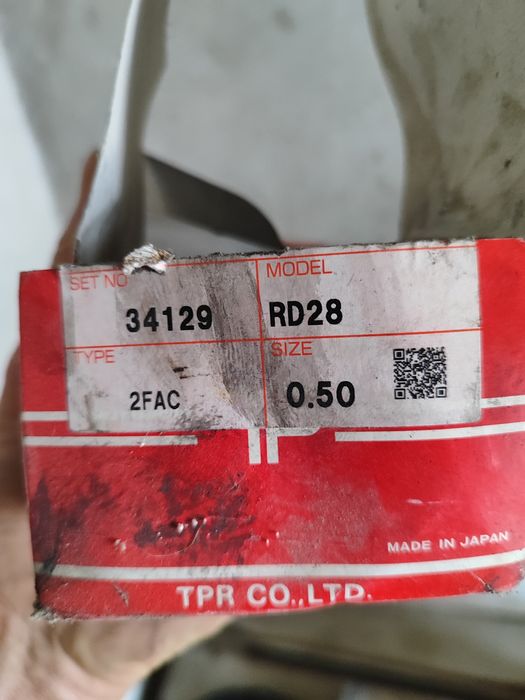 SET NO
MODEL
34129
RD28
TYPE
SIZE
2FAC
0.50
MADE IN JAPAN
TPR CO.,LTD.